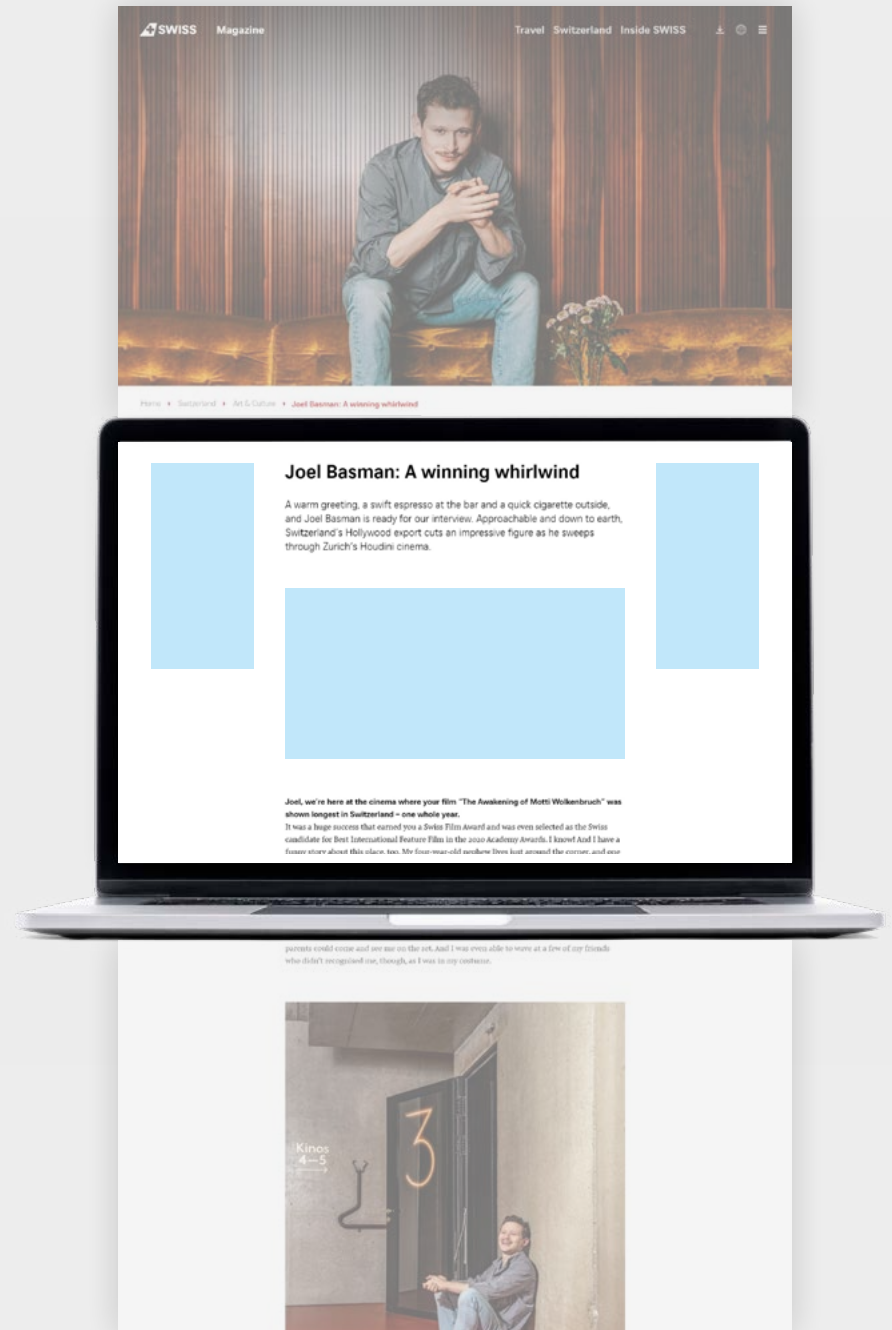 SWISS Magazine Travel Switzerland Inside SWISS
Home Switzerland Art & Culture Joel Basman: A winning whirlwind
Joel Basman: A winning whirlwind
A warm greeting, a swift espresso at the bar and a quick cigarette outside,
and Joel Basman is ready for our interview. Approachable and down to earth,
Switzerland's Hollywood export cuts an impressive figure as he sweeps
through Zurich's Houdini cinema.
Joel, we're here at the cinema where your film "The Awakening of Motti Wolkenbruch" was
shown longest in Switzerland – one whole year.
It was a huge success that earned you a Swiss Film Award and was even selected as the Swiss
candidate for Best International Feature Film in the 2020 Academy Awards. I know! And I have a
funny story about this place, too. My four-year-old nephew lives just around the corner, and one
parents could come and see me on the set. And I was even able to wave at a few of my friends
who didn't recognised me, though, as I was in my costume.
3
Kinos
4–5